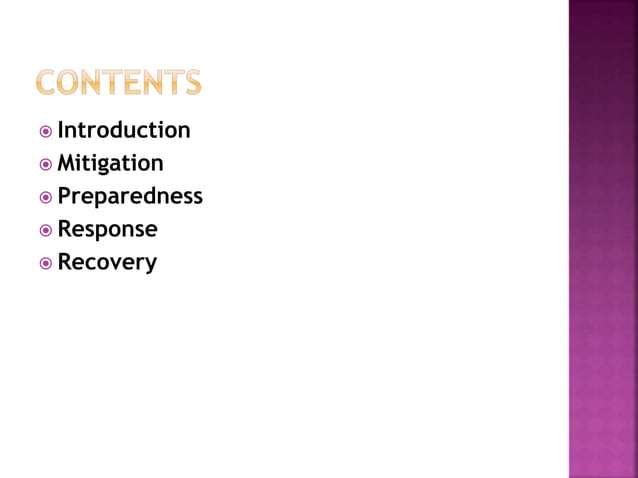 CONTENTS
Introduction
Mitigation
Preparedness
Response
Recovery